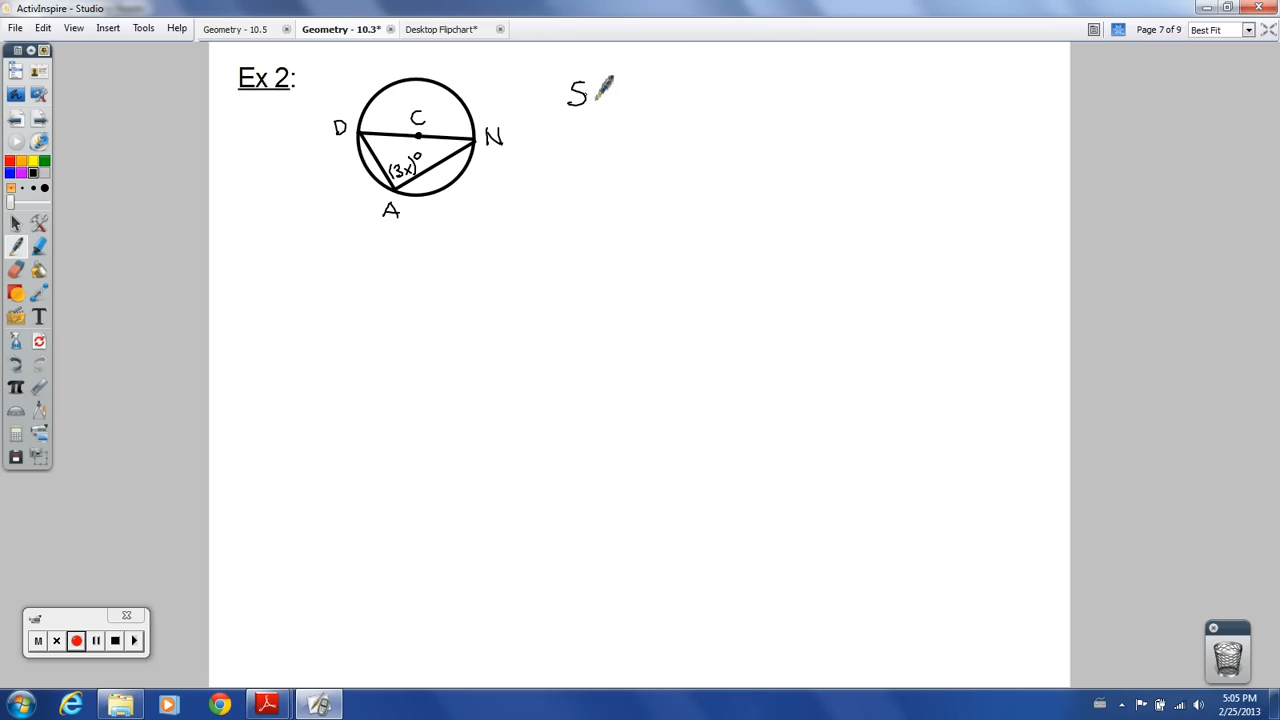 ActivInspire - Studio
File Edit View Insert Tools Help
Geometry - 10.5 Geometry - 10.3* Desktop Flipchart* Page 7 of 9 Best Fit
Ex 2:
S
C
D
N
(3x)°
A
M
5:05 PM
2/25/2013